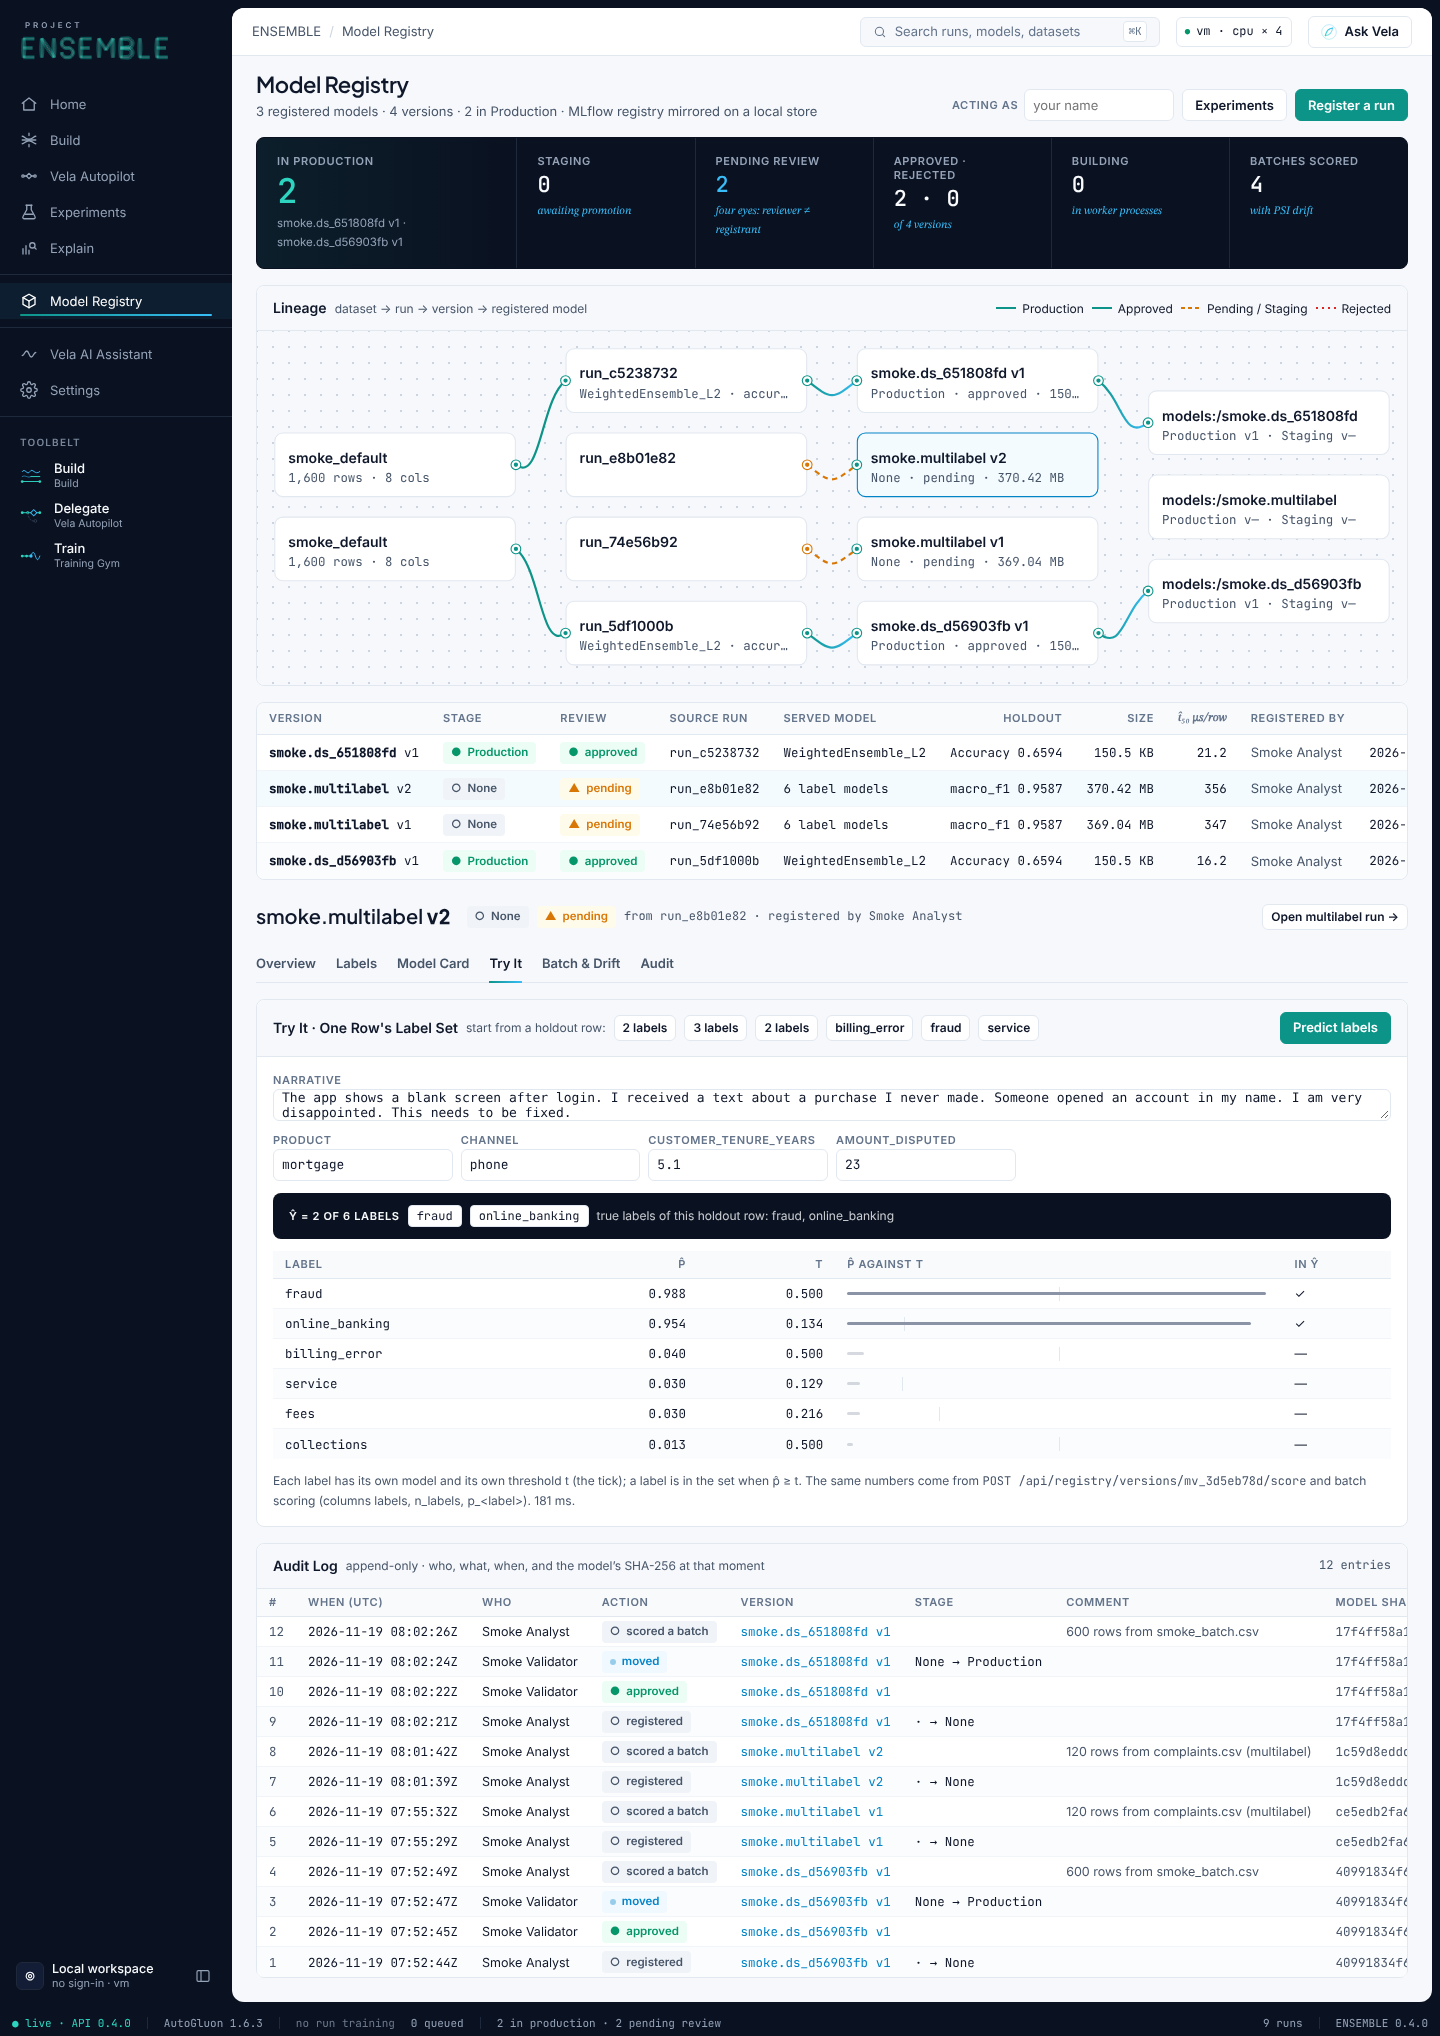 PROJECT
ENSEMBLE
Home
Build
Vela Autopilot
Experiments
Explain
Model Registry
Vela AI Assistant
Settings
TOOLBELT
Build
Build
Delegate
Vela Autopilot
Train
Training Gym
Local workspace
no sign-in · vm
ENSEMBLE / Model Registry
Search runs, models, datasets ⌘K
vm · cpu × 4
Ask Vela
Model Registry
3 registered models · 4 versions · 2 in Production · MLflow registry mirrored on a local store
ACTING AS your name Experiments Register a run
IN PRODUCTION
2
smoke.ds_651808fd v1 ·
smoke.ds_d56903fb v1
STAGING
0
awaiting promotion
PENDING REVIEW
2
four eyes: reviewer ≠
registrant
APPROVED ·
REJECTED
2 · 0
of 4 versions
BUILDING
0
in worker processes
BATCHES SCORED
4
with PSI drift
Lineage dataset → run → version → registered model
Production Approved Pending / Staging Rejected
smoke_default
1,600 rows · 8 cols
smoke_default
1,600 rows · 8 cols
run_c5238732
WeightedEnsemble_L2 · accur…
run_e8b01e82
run_74e56b92
run_5df1000b
WeightedEnsemble_L2 · accur…
smoke.ds_651808fd v1
Production · approved · 150…
smoke.multilabel v2
None · pending · 370.42 MB
smoke.multilabel v1
None · pending · 369.04 MB
smoke.ds_d56903fb v1
Production · approved · 150…
models:/smoke.ds_651808fd
Production v1 · Staging v—
models:/smoke.multilabel
Production v— · Staging v—
models:/smoke.ds_d56903fb
Production v1 · Staging v—
VERSION STAGE REVIEW SOURCE RUN SERVED MODEL HOLDOUT SIZE t̂₅₀ µs/row REGISTERED BY
smoke.ds_651808fd v1 Production approved run_c5238732 WeightedEnsemble_L2 Accuracy 0.6594 150.5 KB 21.2 Smoke Analyst 2026-
smoke.multilabel v2 None pending run_e8b01e82 6 label models macro_f1 0.9587 370.42 MB 356 Smoke Analyst 2026-
smoke.multilabel v1 None pending run_74e56b92 6 label models macro_f1 0.9587 369.04 MB 347 Smoke Analyst 2026-
smoke.ds_d56903fb v1 Production approved run_5df1000b WeightedEnsemble_L2 Accuracy 0.6594 150.5 KB 16.2 Smoke Analyst 2026-
smoke.multilabel v2 None pending from run_e8b01e82 · registered by Smoke Analyst Open multilabel run →
Overview Labels Model Card Try It Batch & Drift Audit
Try It · One Row's Label Set start from a holdout row: 2 labels 3 labels 2 labels billing_error fraud service Predict labels
NARRATIVE
The app shows a blank screen after login. I received a text about a purchase I never made. Someone opened an account in my name. I am very
disappointed. This needs to be fixed.
PRODUCT CHANNEL CUSTOMER_TENURE_YEARS AMOUNT_DISPUTED
mortgage phone 5.1 23
Ŷ = 2 OF 6 LABELS fraud online_banking true labels of this holdout row: fraud, online_banking
LABEL P̂ T P̂ AGAINST T IN Ŷ
fraud 0.988 0.500 ✓
online_banking 0.954 0.134 ✓
billing_error 0.040 0.500 —
service 0.030 0.129 —
fees 0.030 0.216 —
collections 0.013 0.500 —
Each label has its own model and its own threshold t (the tick); a label is in the set when p̂ ≥ t. The same numbers come from POST /api/registry/versions/mv_3d5eb78d/score and batch
scoring (columns labels, n_labels, p_<label>). 181 ms.
Audit Log append-only · who, what, when, and the model's SHA-256 at that moment 12 entries
# WHEN (UTC) WHO ACTION VERSION STAGE COMMENT MODEL SHA
12 2026-11-19 08:02:26Z Smoke Analyst scored a batch smoke.ds_651808fd v1 600 rows from smoke_batch.csv 17f4ff58a1
11 2026-11-19 08:02:24Z Smoke Validator moved smoke.ds_651808fd v1 None → Production 17f4ff58a1
10 2026-11-19 08:02:22Z Smoke Validator approved smoke.ds_651808fd v1 17f4ff58a1
9 2026-11-19 08:02:21Z Smoke Analyst registered smoke.ds_651808fd v1 · → None 17f4ff58a1
8 2026-11-19 08:01:42Z Smoke Analyst scored a batch smoke.multilabel v2 120 rows from complaints.csv (multilabel) 1c59d8eddc
7 2026-11-19 08:01:39Z Smoke Analyst registered smoke.multilabel v2 · → None 1c59d8eddc
6 2026-11-19 07:55:32Z Smoke Analyst scored a batch smoke.multilabel v1 120 rows from complaints.csv (multilabel) ce5edb2fa6
5 2026-11-19 07:55:29Z Smoke Analyst registered smoke.multilabel v1 · → None ce5edb2fa6
4 2026-11-19 07:52:49Z Smoke Analyst scored a batch smoke.ds_d56903fb v1 600 rows from smoke_batch.csv 40991834f6
3 2026-11-19 07:52:47Z Smoke Validator moved smoke.ds_d56903fb v1 None → Production 40991834f6
2 2026-11-19 07:52:45Z Smoke Validator approved smoke.ds_d56903fb v1 40991834f6
1 2026-11-19 07:52:44Z Smoke Analyst registered smoke.ds_d56903fb v1 · → None 40991834f6
live · API 0.4.0 AutoGluon 1.6.3 no run training 0 queued 2 in production · 2 pending review 9 runs ENSEMBLE 0.4.0